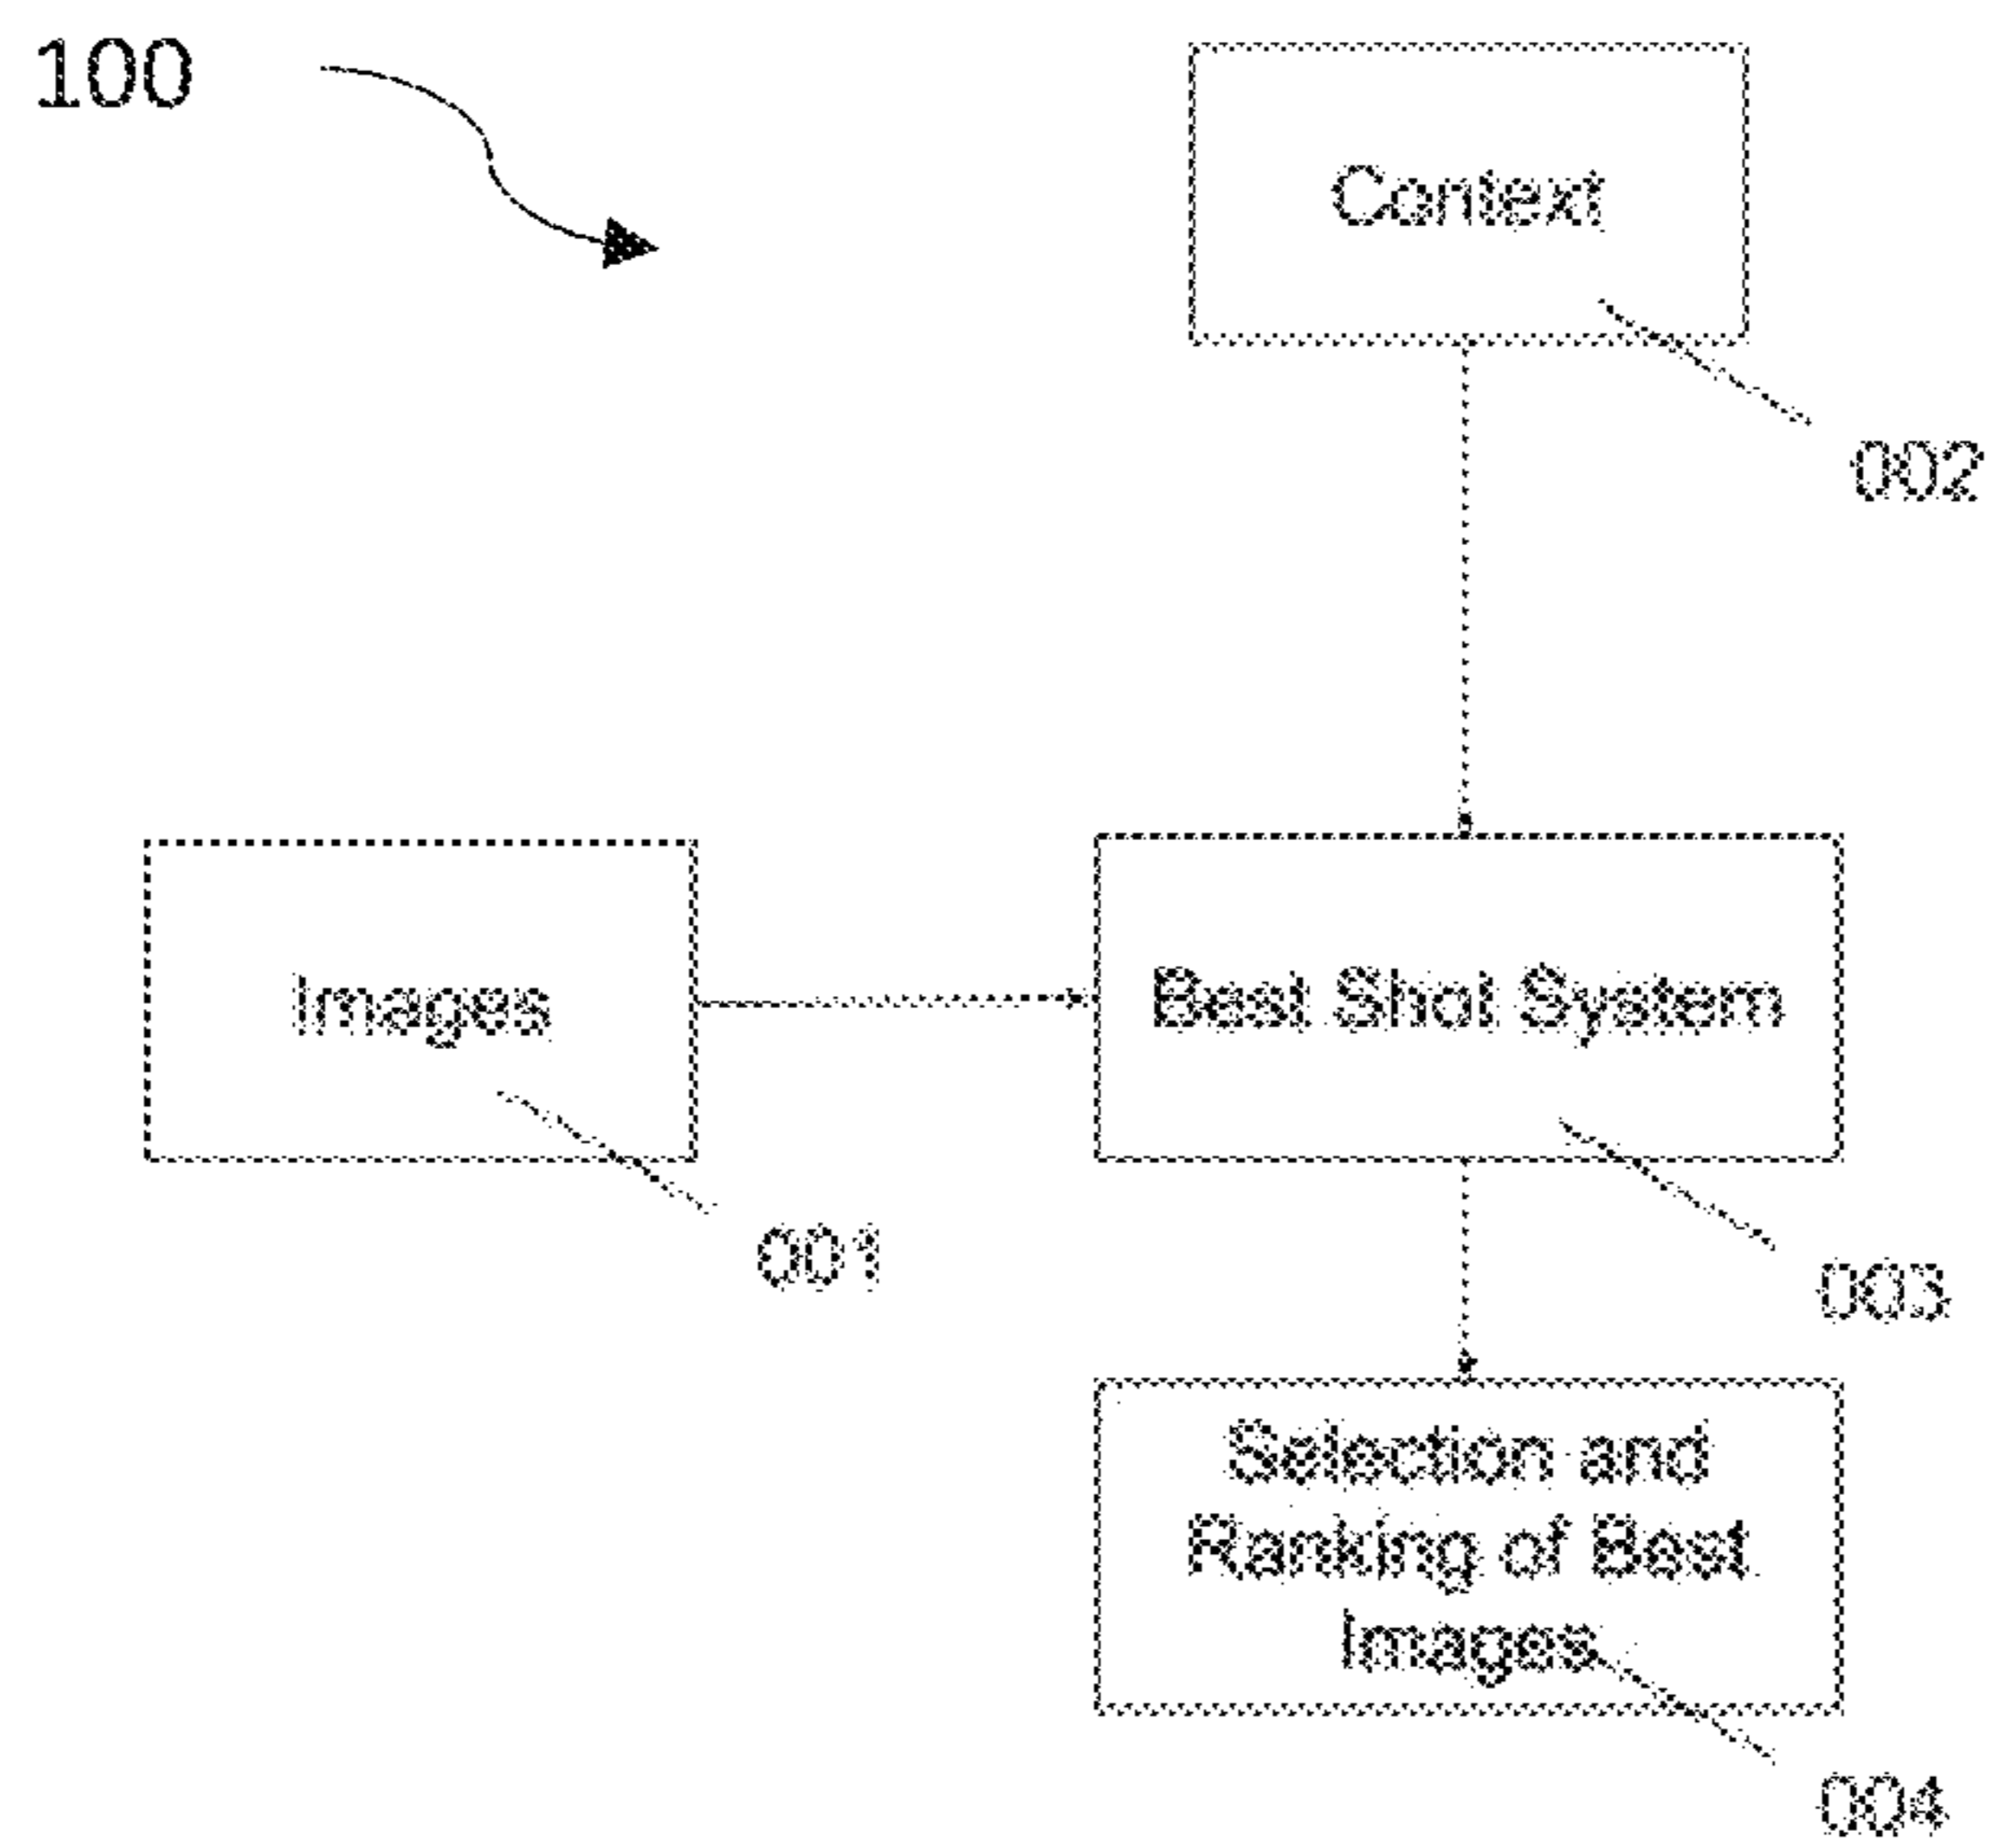 100
Context
002
Images
Best Shot System
001
003
Selection and
Ranking of Best
Images
004